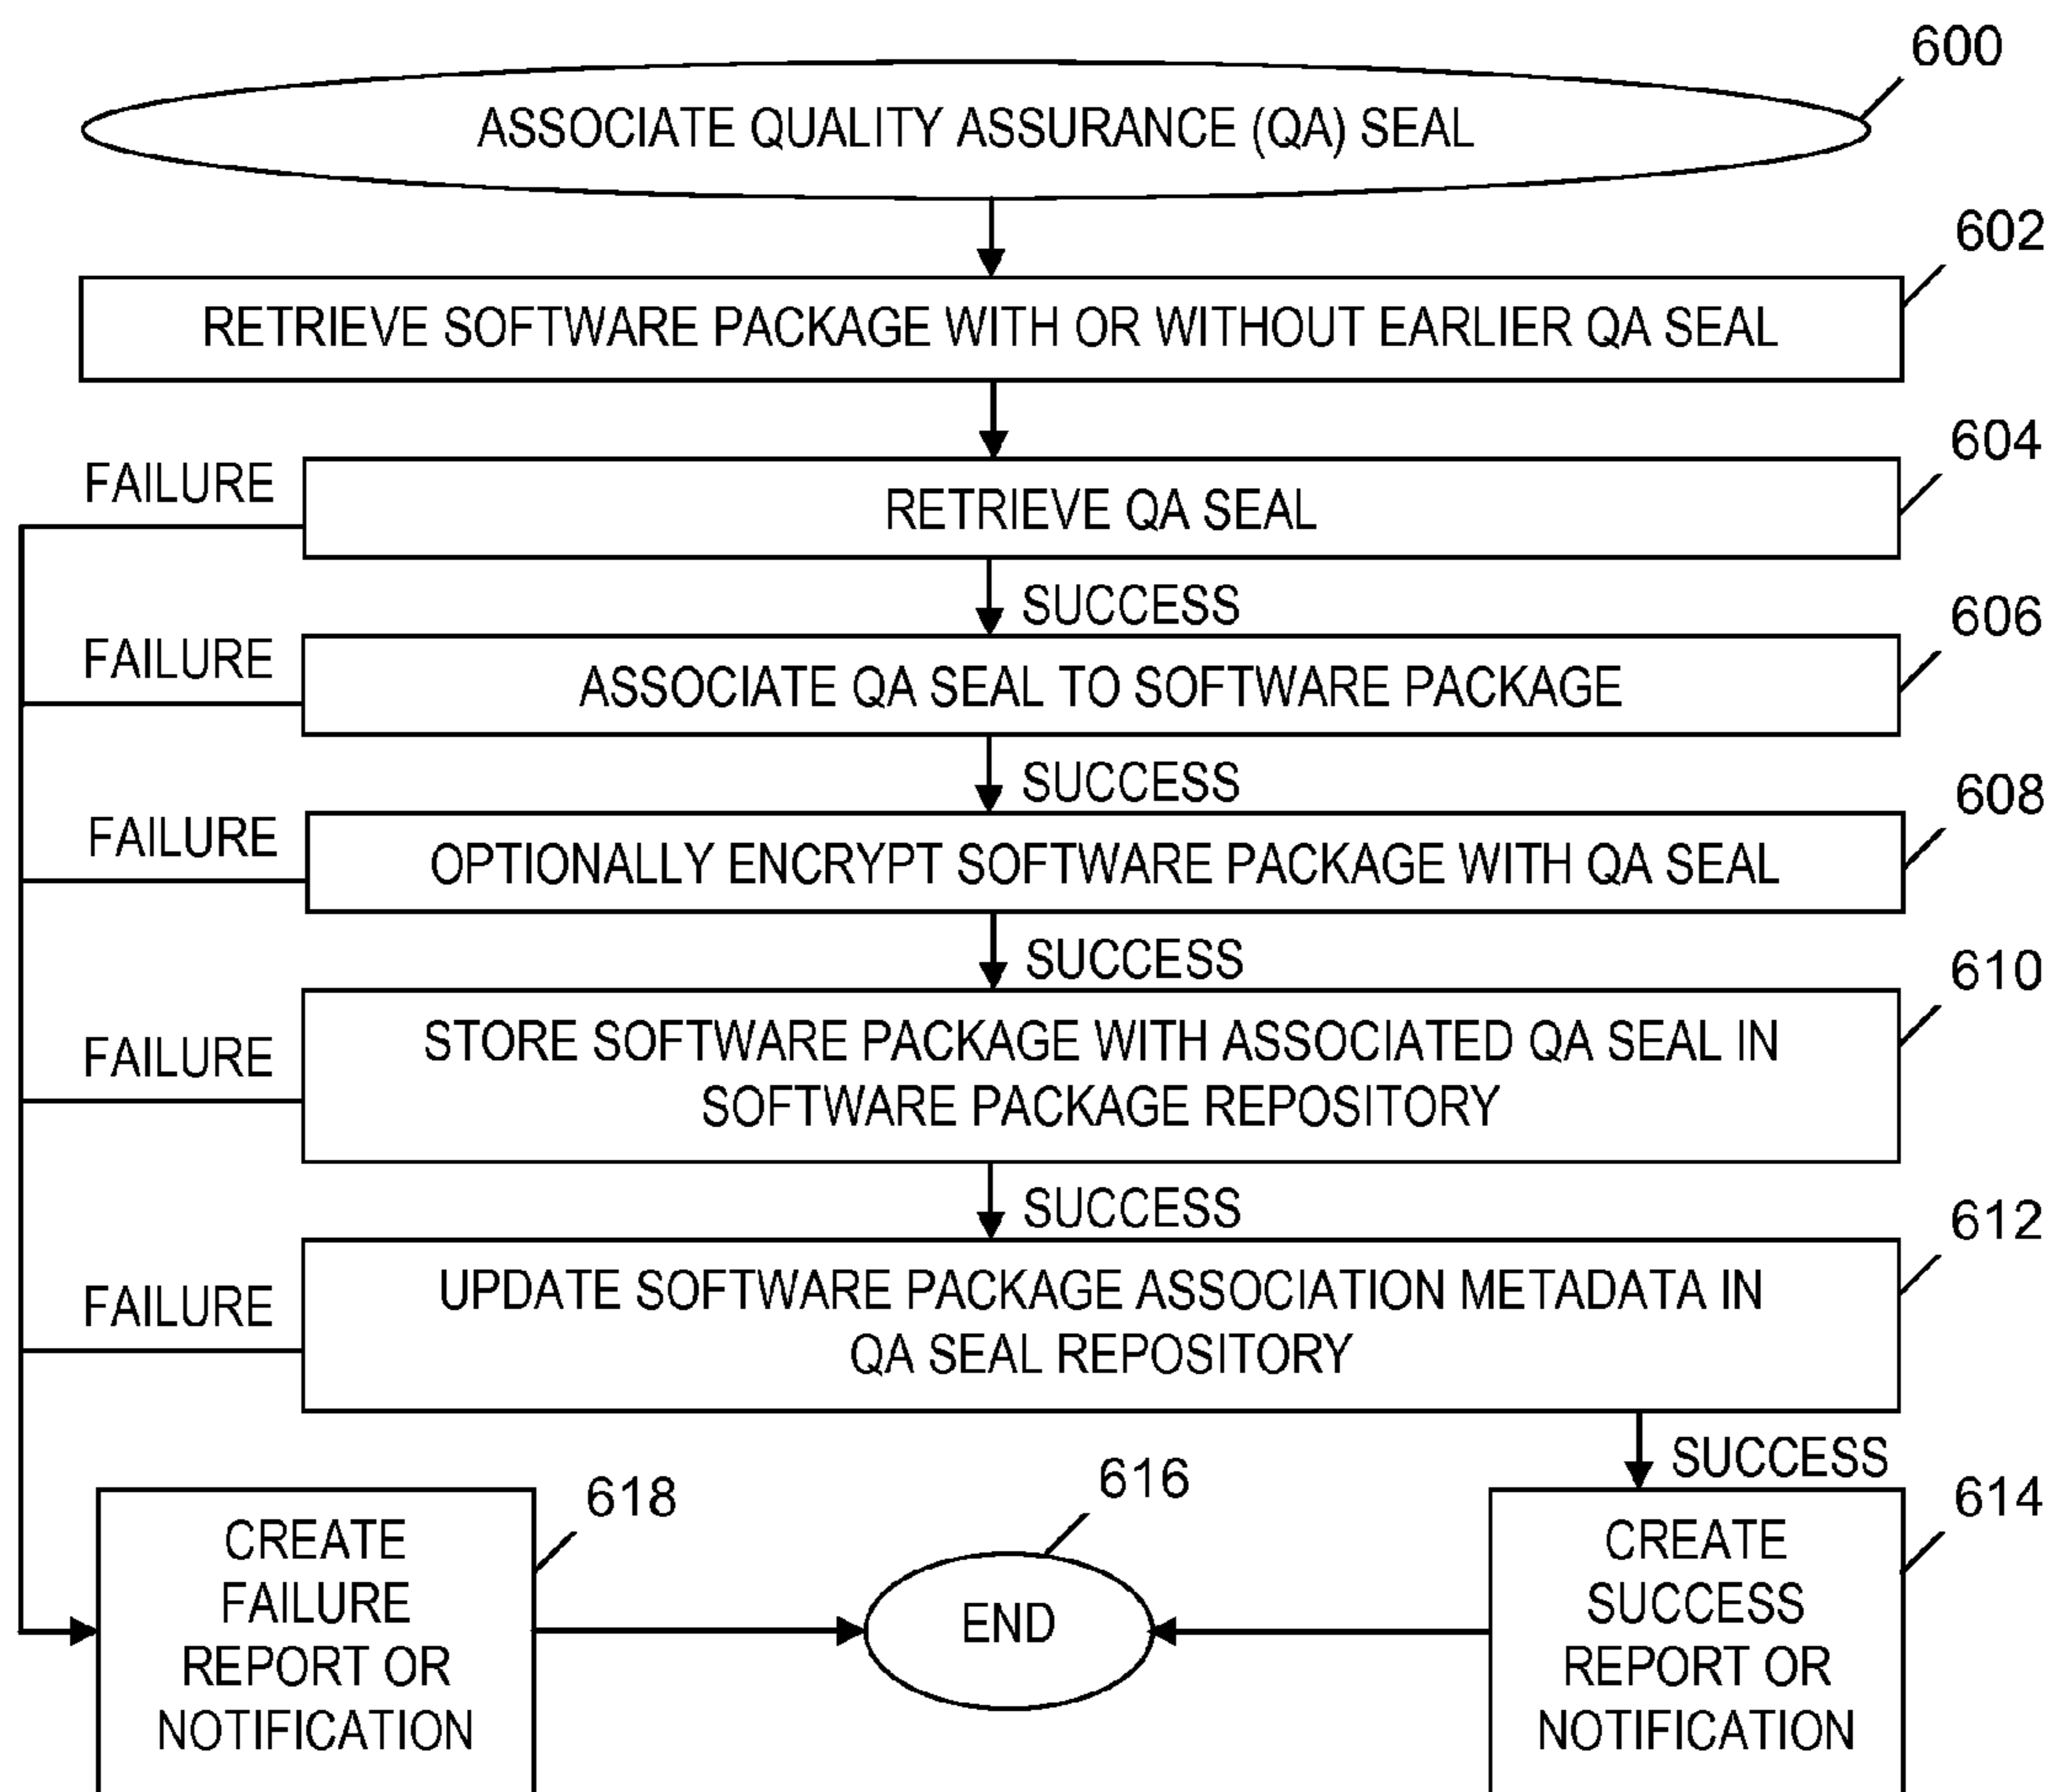 600
ASSOCIATE QUALITY ASSURANCE (QA) SEAL
602
RETRIEVE SOFTWARE PACKAGE WITH OR WITHOUT EARLIER QA SEAL
604
FAILURE
RETRIEVE QA SEAL
SUCCESS
606
FAILURE
ASSOCIATE QA SEAL TO SOFTWARE PACKAGE
SUCCESS
608
FAILURE
OPTIONALLY ENCRYPT SOFTWARE PACKAGE WITH QA SEAL
SUCCESS
610
FAILURE
STORE SOFTWARE PACKAGE WITH ASSOCIATED QA SEAL IN
SOFTWARE PACKAGE REPOSITORY
SUCCESS
612
FAILURE
UPDATE SOFTWARE PACKAGE ASSOCIATION METADATA IN
QA SEAL REPOSITORY
SUCCESS
618
CREATE
FAILURE
REPORT OR
NOTIFICATION
616
END
614
CREATE
SUCCESS
REPORT OR
NOTIFICATION